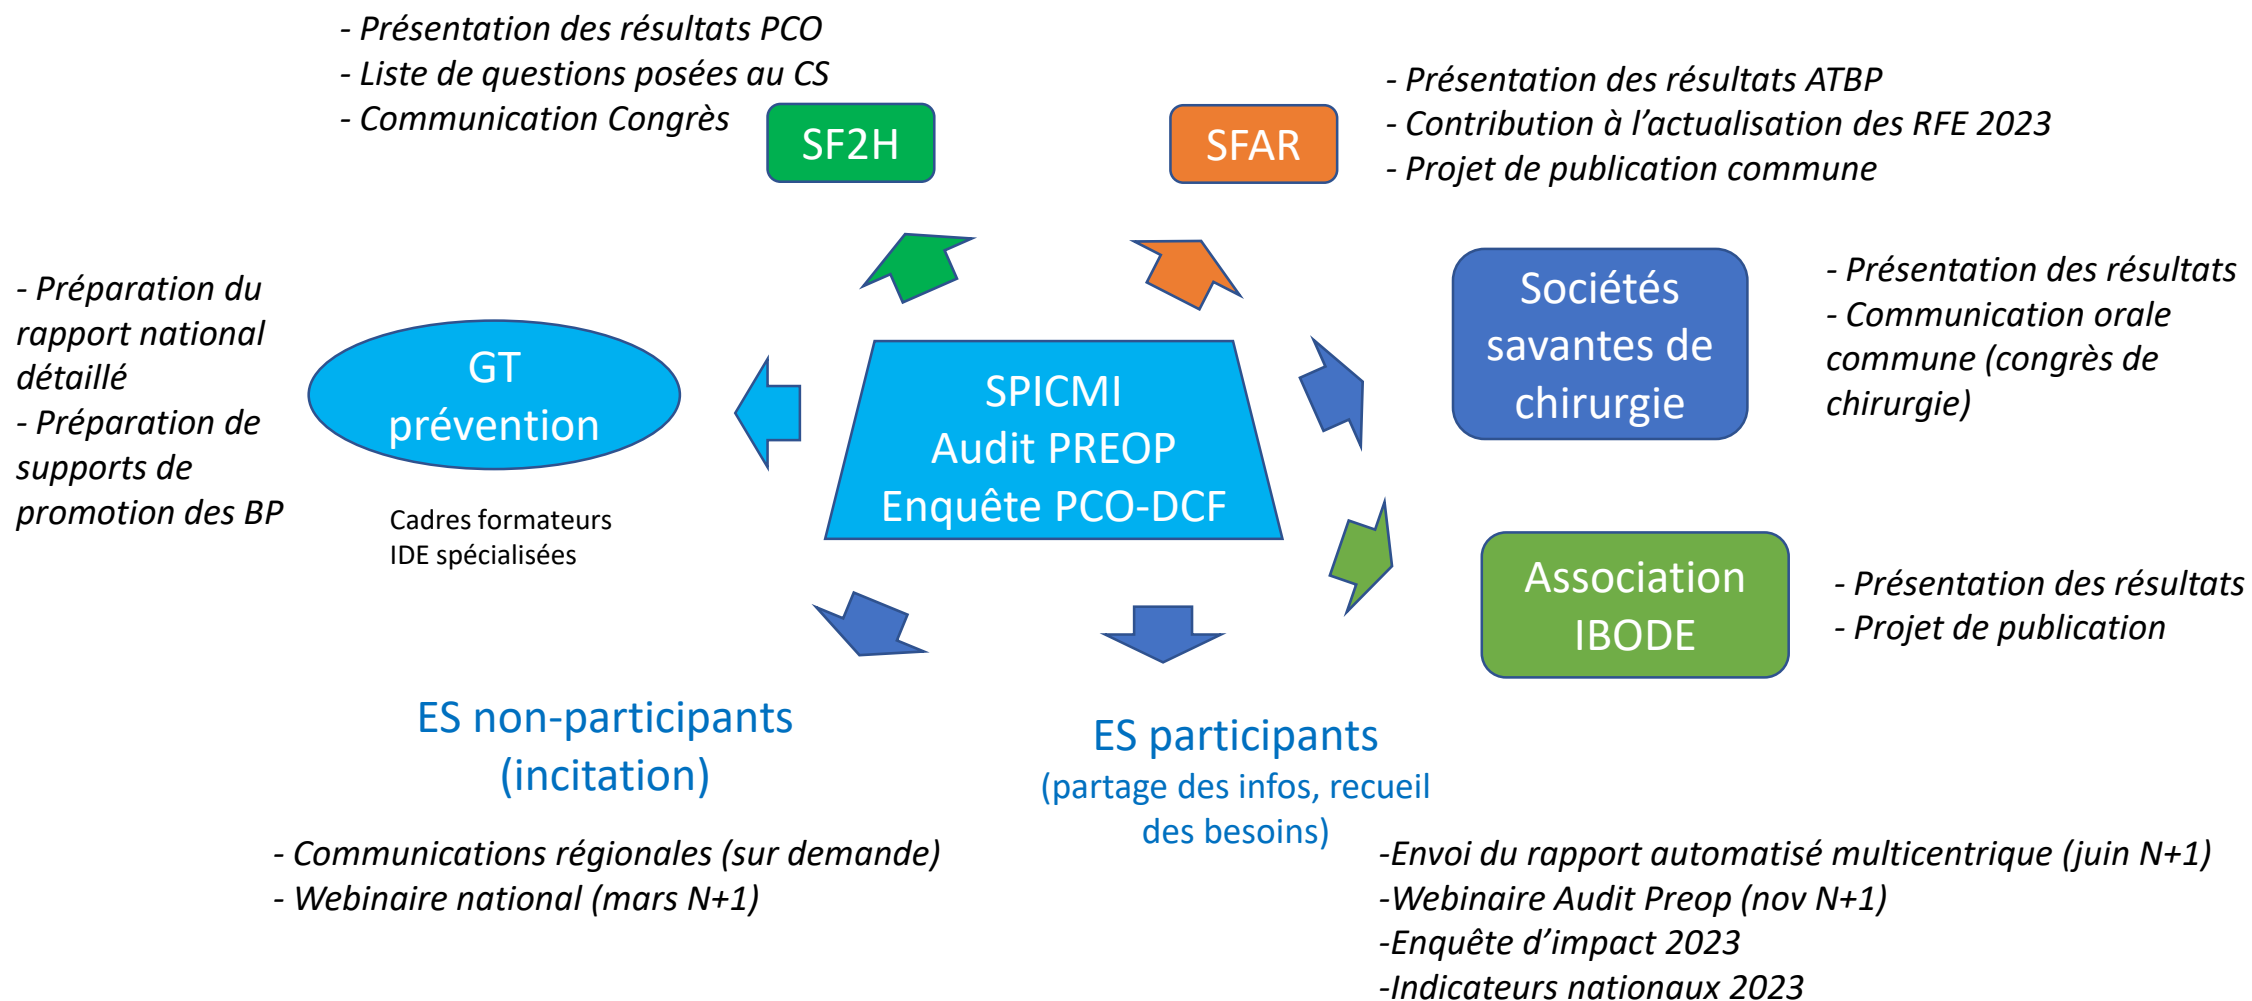 - Présentation des résultats PCO
- Liste de questions posées au CS
- Communication Congrès
SF2H
SFAR
- Présentation des résultats ATBP
- Contribution à l’actualisation des RFE 2023
- Projet de publication commune
- Préparation du
rapport national
détaillé
- Préparation de
supports de
promotion des BP
GT
prévention
Cadres formateurs
IDE spécialisées
SPICMI
Audit PREOP
Enquête PCO-DCF
Sociétés
savantes de
chirurgie
- Présentation des résultats
- Communication orale
commune (congrès de
chirurgie)
Association
IBODE
- Présentation des résultats
- Projet de publication
ES non-participants
(incitation)
- Communications régionales (sur demande)
- Webinaire national (mars N+1)
ES participants
(partage des infos, recueil
des besoins)
-Envoi du rapport automatisé multicentrique (juin N+1)
-Webinaire Audit Preop (nov N+1)
-Enquête d’impact 2023
-Indicateurs nationaux 2023